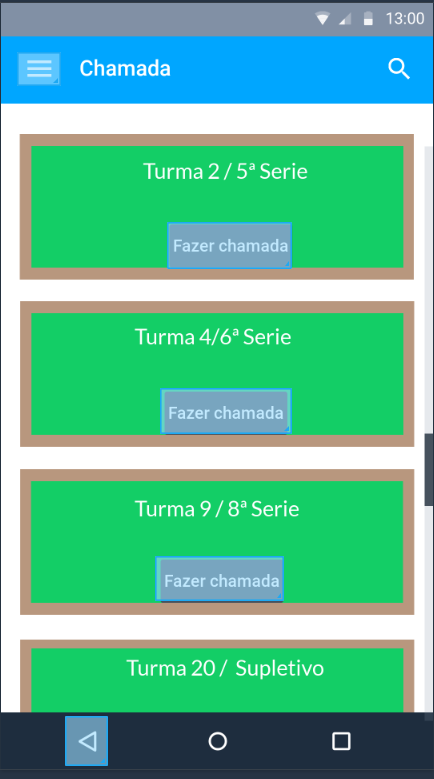 13:00
Chamada
Turma 2 / 5ª Serie
Fazer chamada
Turma 4/6ª Serie
Fazer chamada
Turma 9 / 8ª Serie
Fazer chamada
Turma 20 / Supletivo